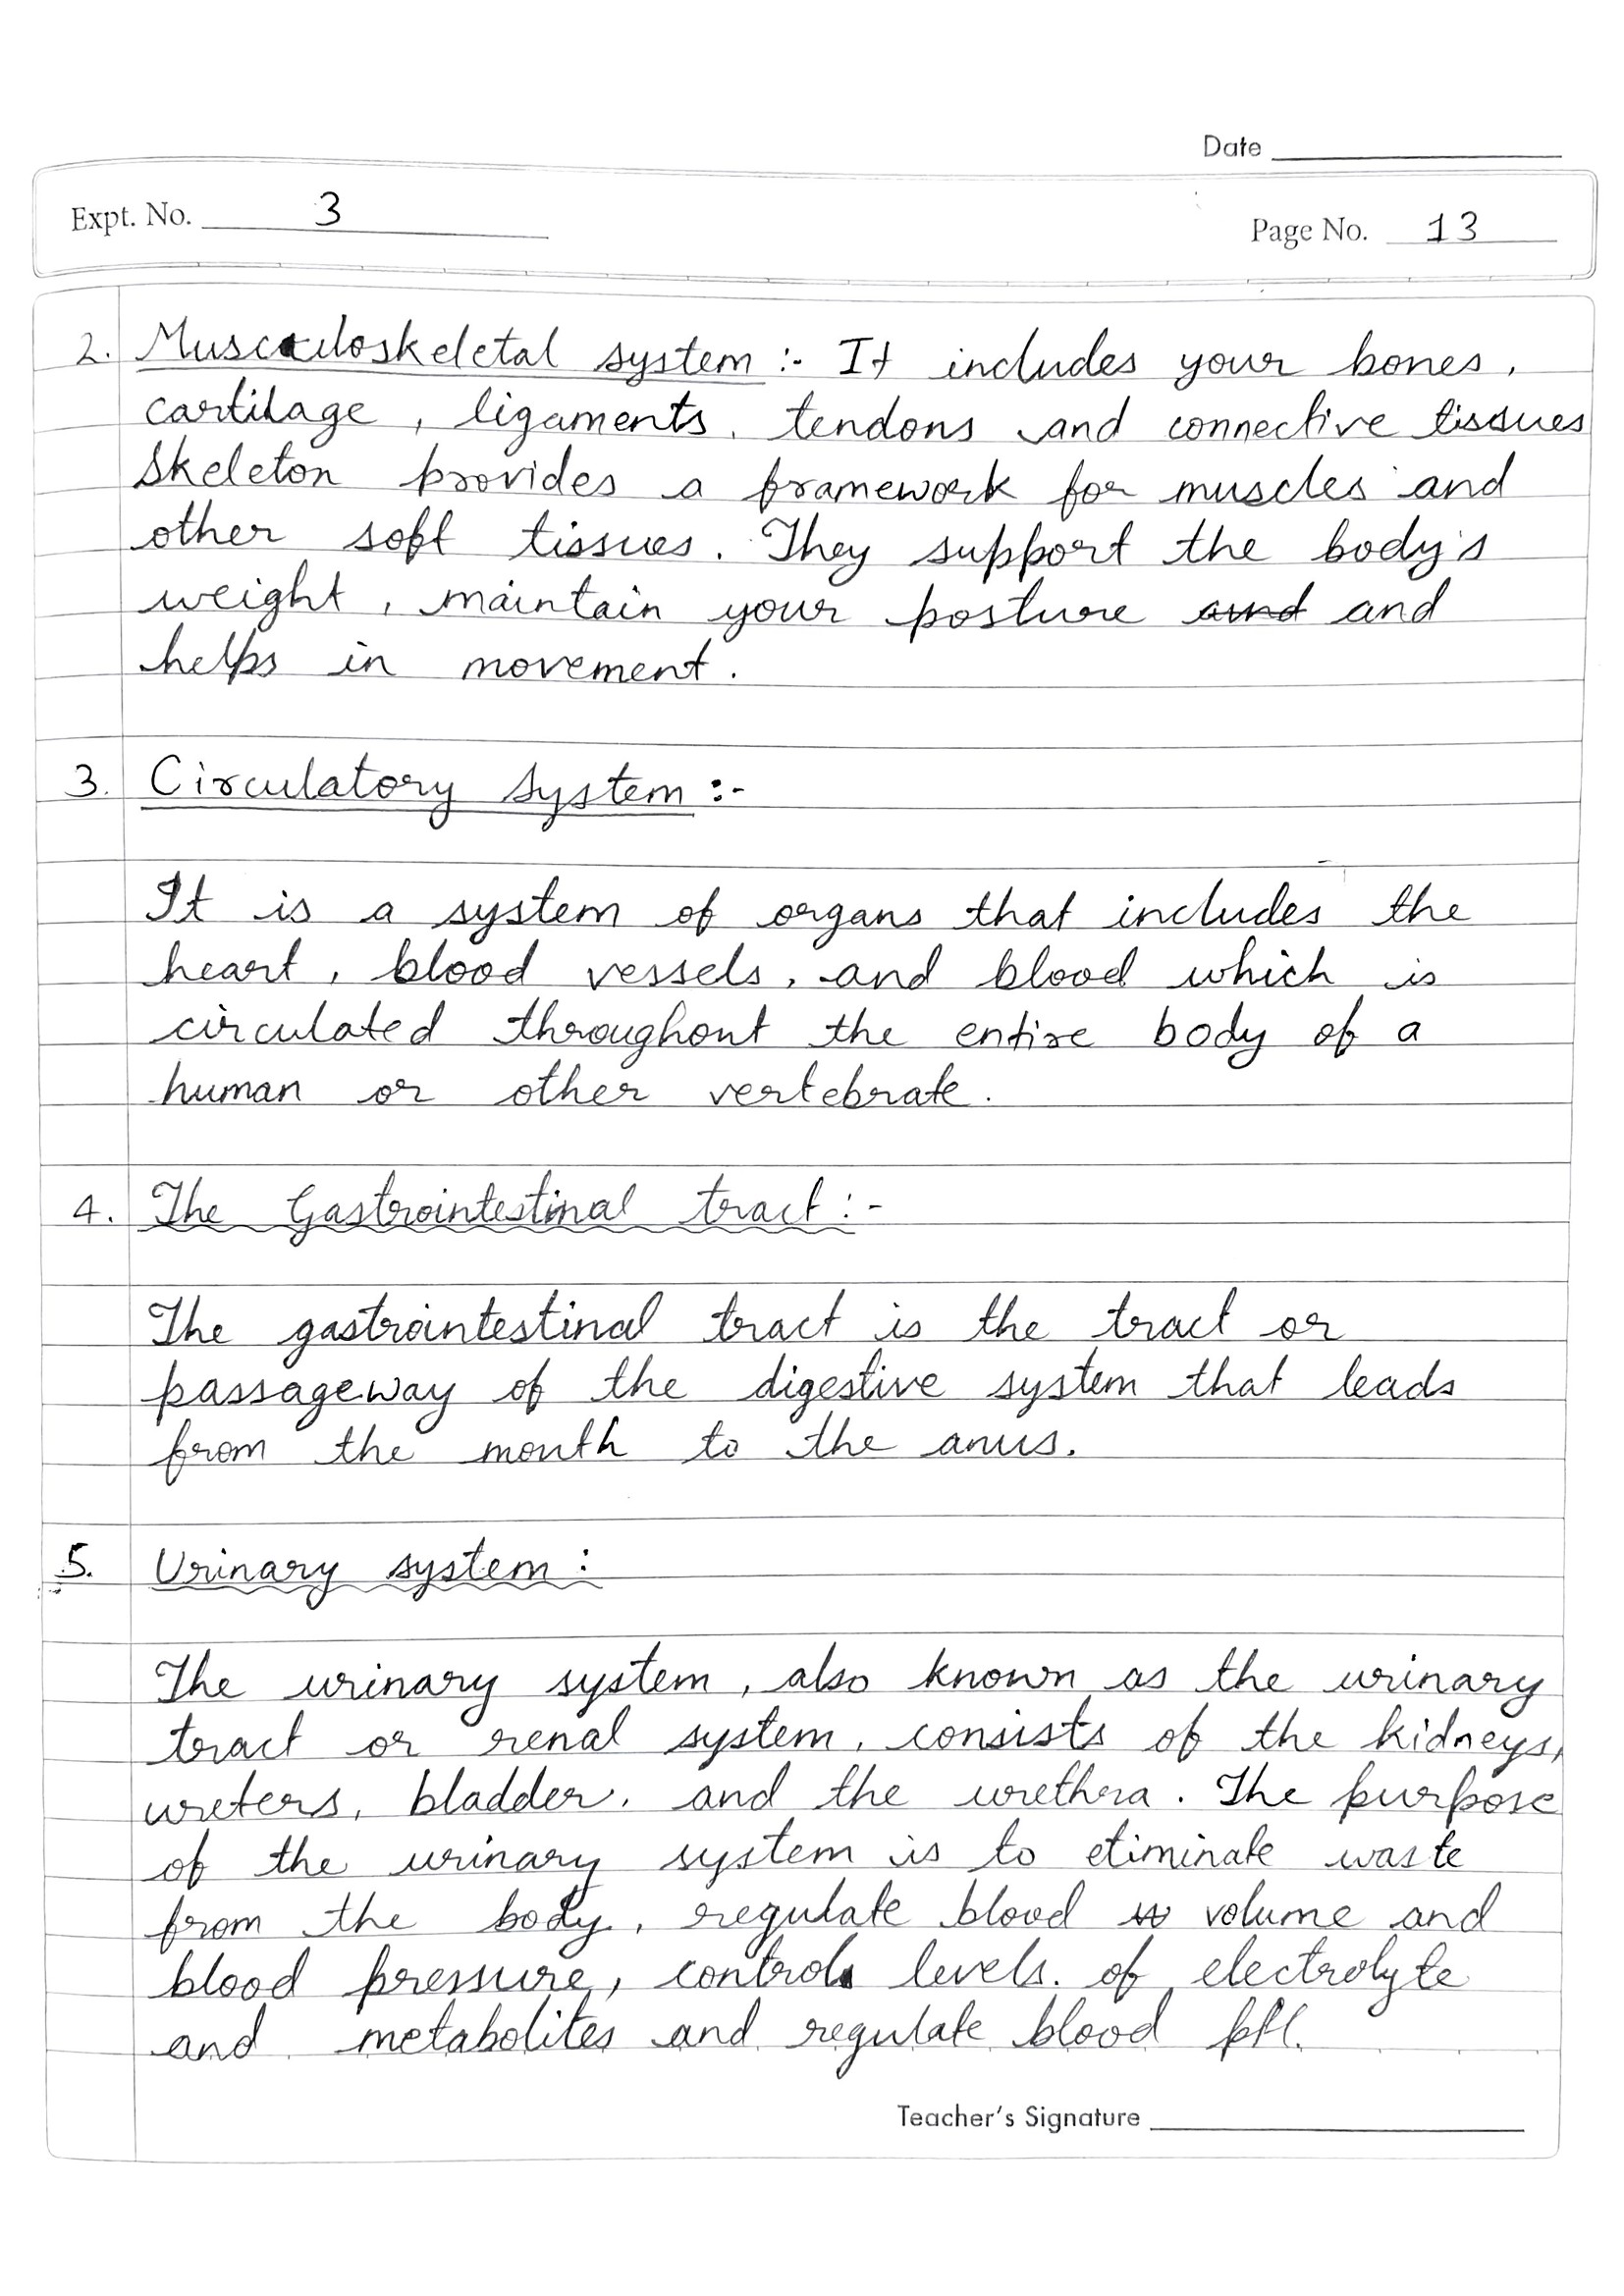 Date
Expt. No. 3
Page No. 13
2. Musculoskeletal system :- It includes your bones,
cartilage, ligaments, tendons and connective tissues
skeleton provides a framework for muscles and
other soft tissues. They support the body's
weight, maintain your posture and and
helps in movement.
3. Circulatory system :-
It is a system of organs that includes the
heart, blood vessels, and blood which is
circulated throughout the entire body of a
human or other vertebrate.
4. The Gastrointestinal tract :-
The gastrointestinal tract is the tract or
passageway of the digestive system that leads
from the mouth to the anus.
5. Urinary system :
The urinary system, also known as the urinary
tract or renal system, consists of the kidneys,
ureters, bladder, and the urethra. The purpose
of the urinary system is to etiminate waste
from the body, regulate blood volume and
blood pressure, control levels of electrolyte
and metabolites and regulate blood pH.
Teacher's Signature